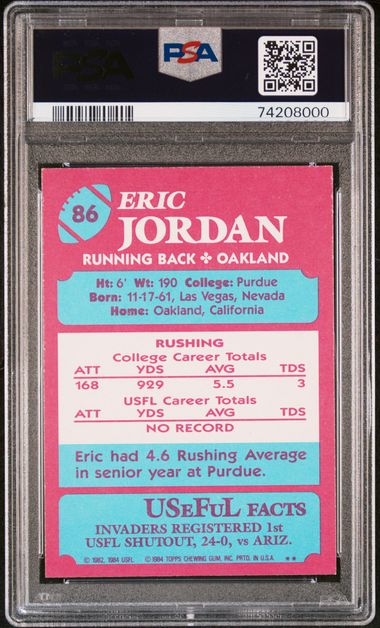 PSA
PSA
74208000
86
ERIC
JORDAN
RUNNING BACK ✤ OAKLAND
Ht: 6' Wt: 190 College: Purdue
Born: 11-17-61, Las Vegas, Nevada
Home: Oakland, California
RUSHING
College Career Totals
ATT YDS AVG TDS
168 929 5.5 3
USFL Career Totals
ATT YDS AVG TDS
NO RECORD
Eric had 4.6 Rushing Average
in senior year at Purdue.
USeFuL FACTS
INVADERS REGISTERED 1st
USFL SHUTOUT, 24-0, vs ARIZ.
© 1982, 1984 USFL © 1984 TOPPS CHEWING GUM, INC. PRTD. IN U.S.A. **